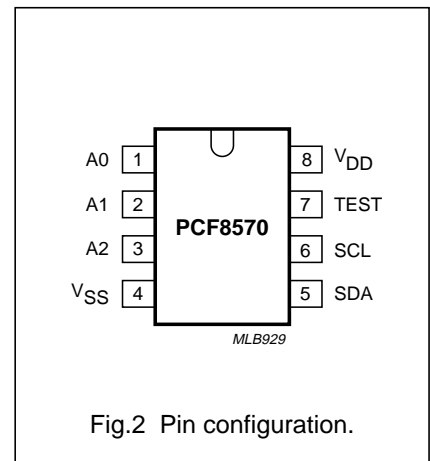 A0 1 8 VDD
A1 2 7 TEST
PCF8570
A2 3 6 SCL
VSS 4 5 SDA
MLB929
Fig.2 Pin configuration.